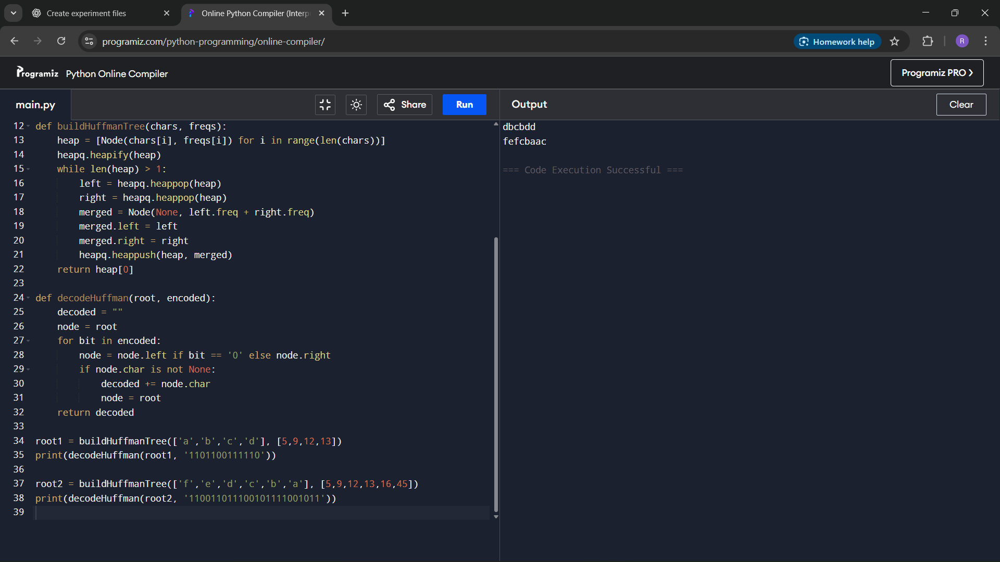 Create experiment files
Online Python Compiler (Interp
programiz.com/python-programming/online-compiler/
Homework help
R
Programiz Python Online Compiler
Programiz PRO
main.py
Share
Run
Output
Clear
12 def buildHuffmanTree(chars, freqs):
13 heap = [Node(chars[i], freqs[i]) for i in range(len(chars))]
14 heapq.heapify(heap)
15 while len(heap) > 1:
16 left = heapq.heappop(heap)
17 right = heapq.heappop(heap)
18 merged = Node(None, left.freq + right.freq)
19 merged.left = left
20 merged.right = right
21 heapq.heappush(heap, merged)
22 return heap[0]
23
24 def decodeHuffman(root, encoded):
25 decoded = ""
26 node = root
27 for bit in encoded:
28 node = node.left if bit == '0' else node.right
29 if node.char is not None:
30 decoded += node.char
31 node = root
32 return decoded
33
34 root1 = buildHuffmanTree(['a','b','c','d'], [5,9,12,13])
35 print(decodeHuffman(root1, '1101100111110'))
36
37 root2 = buildHuffmanTree(['f','e','d','c','b','a'], [5,9,12,13,16,45])
38 print(decodeHuffman(root2, '1100110111100101111001011'))
39
dbcbdd
fefcbaac
=== Code Execution Successful ===